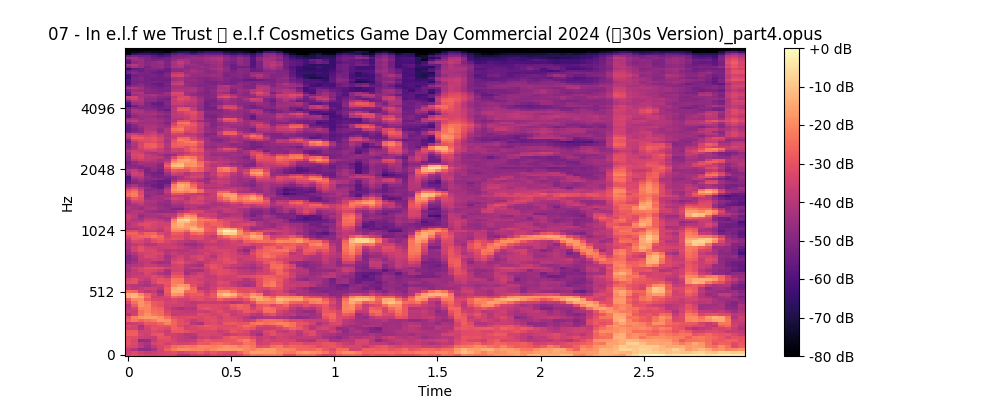 07 - In e.l.f we Trust e.l.f Cosmetics Game Day Commercial 2024 (30s Version)_part4.opus
+0 dB
4096
-10 dB
-20 dB
2048
-30 dB
Hz
1024
-40 dB
-50 dB
512
-60 dB
-70 dB
0
-80 dB
0 0.5 1 1.5 2 2.5
Time